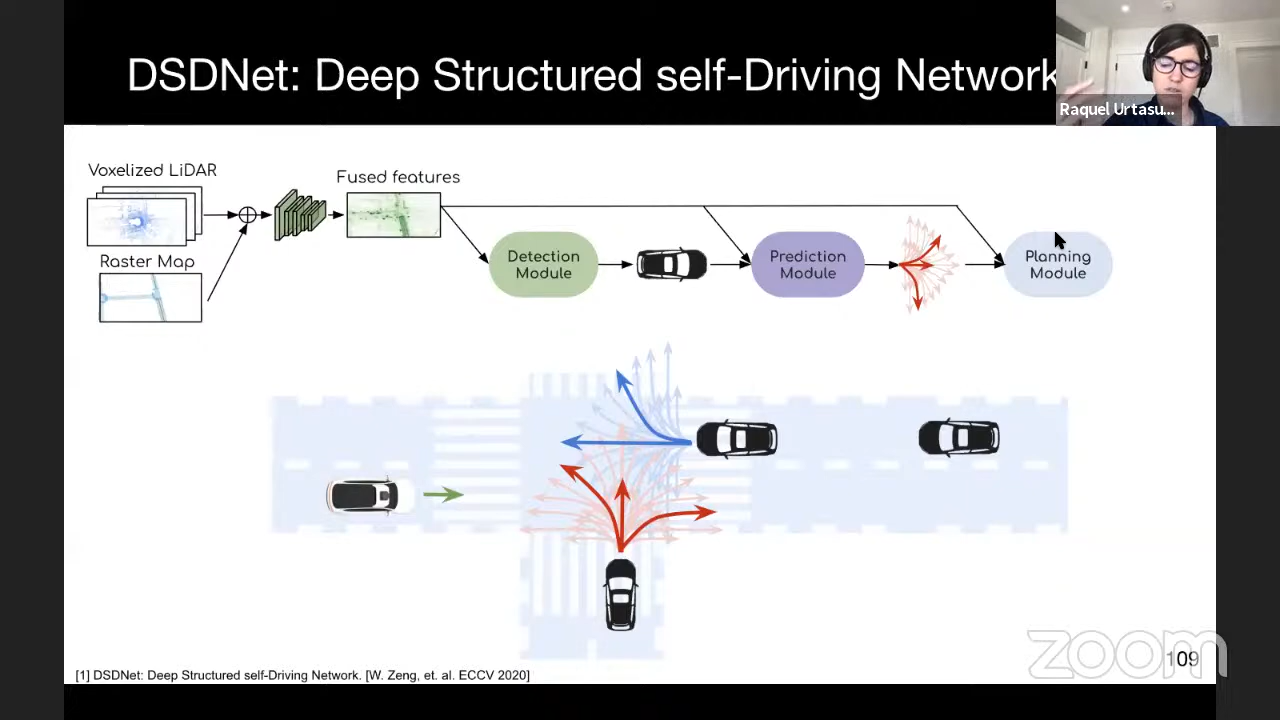 DSDNet: Deep Structured self-Driving Network
Raquel Urtasu...
Voxelized LiDAR
Fused features
Raster Map
Detection
Module
Prediction
Module
Planning
Module
zoom
109
[1] DSDNet: Deep Structured self-Driving Network. [W. Zeng, et. al. ECCV 2020]